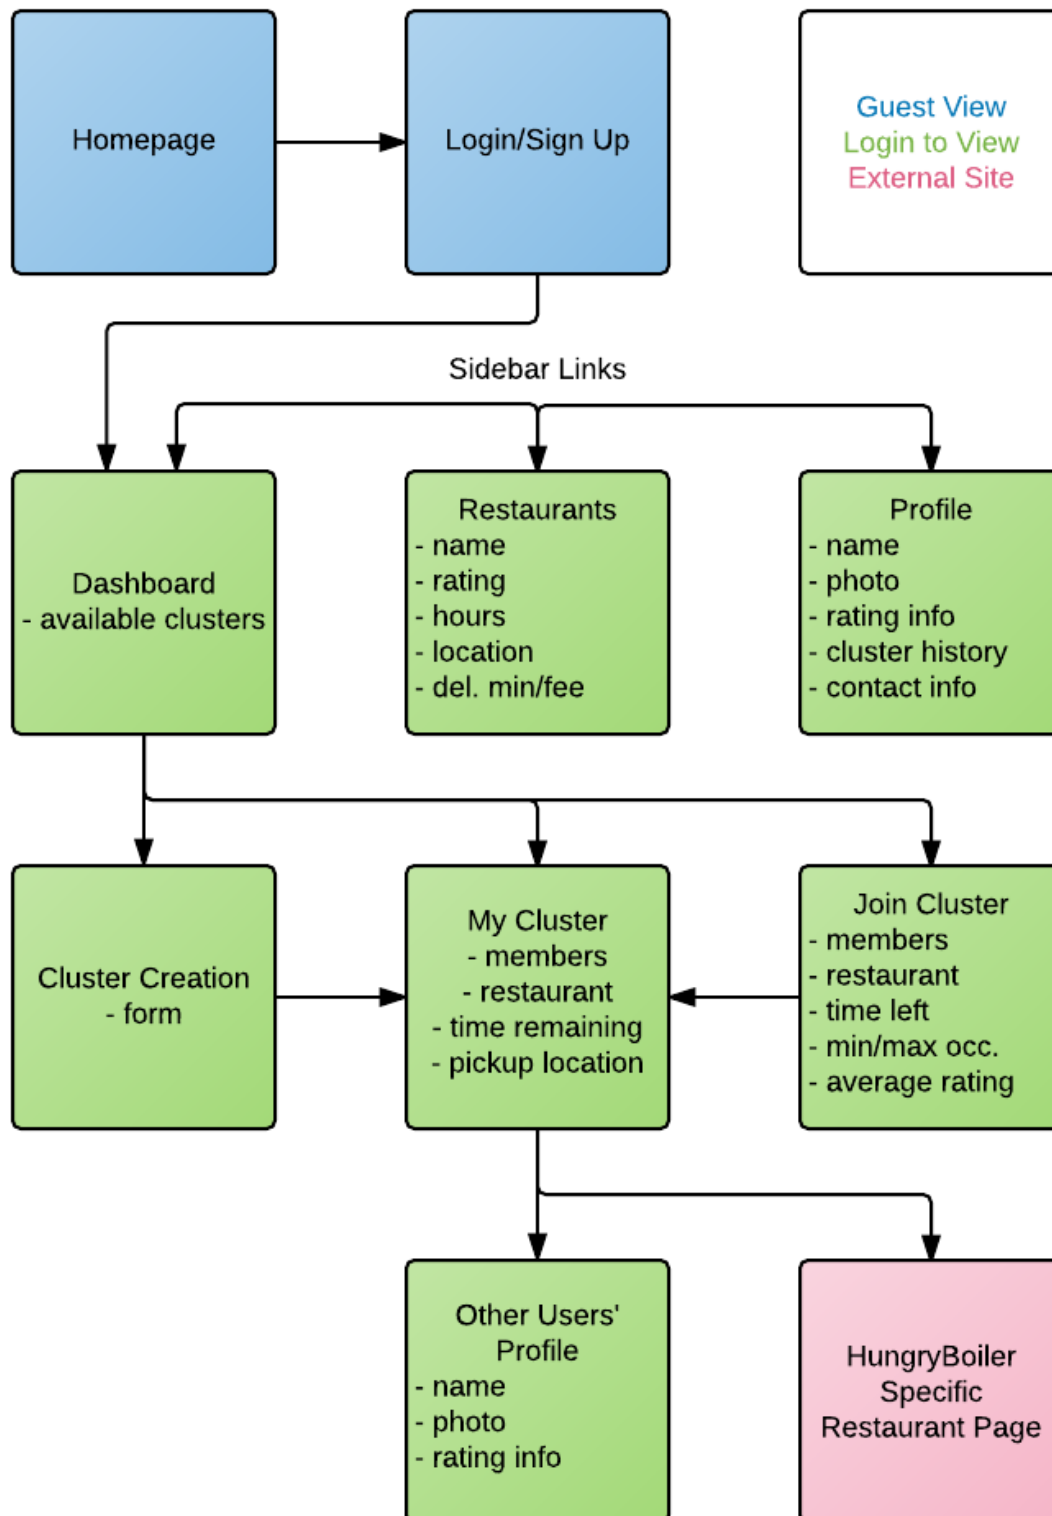 Homepage
Login/Sign Up
Guest View
Login to View
External Site
Sidebar Links
Dashboard
- available clusters
Restaurants
- name
- rating
- hours
- location
- del. min/fee
Profile
- name
- photo
- rating info
- cluster history
- contact info
Cluster Creation
- form
My Cluster
- members
- restaurant
- time remaining
- pickup location
Join Cluster
- members
- restaurant
- time left
- min/max occ.
- average rating
Other Users'
Profile
- name
- photo
- rating info
HungryBoiler
Specific
Restaurant Page